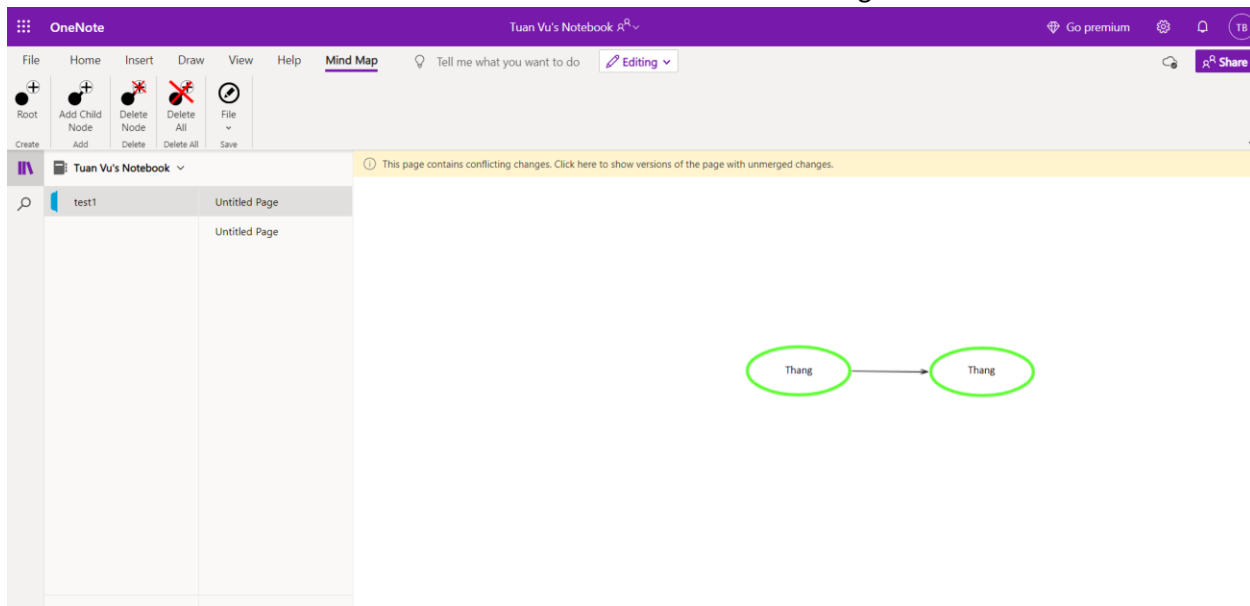 OneNote
Tuan Vu's Notebook
Go premium
TB
File Home Insert Draw View Help Mind Map Tell me what you want to do Editing
Share
Root
Add Child Node
Delete Node
Delete All
File
Create Add Delete Delete All Save
Tuan Vu's Notebook
This page contains conflicting changes. Click here to show versions of the page with unmerged changes.
test1 Untitled Page
Untitled Page
Thang Thang